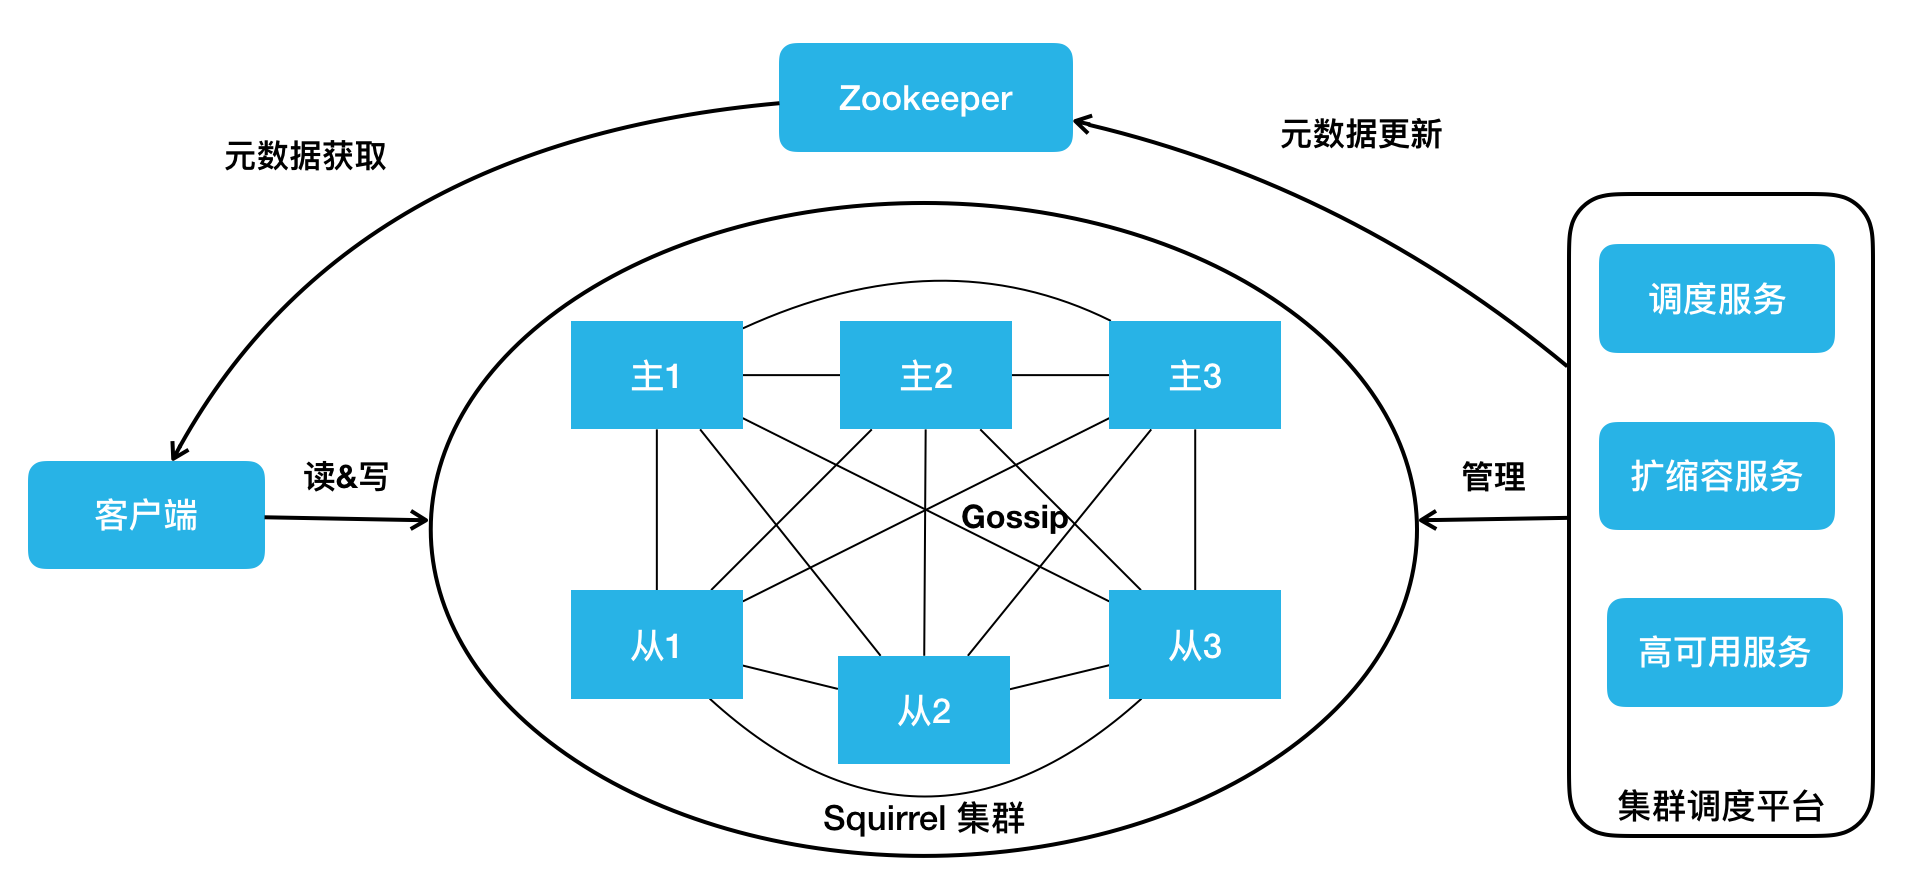 Zookeeper
元数据获取
元数据更新
调度服务
主1
主2
主3
读&写
管理
扩缩容服务
客户端
Gossip
从1
从2
从3
高可用服务
Squirrel 集群
集群调度平台